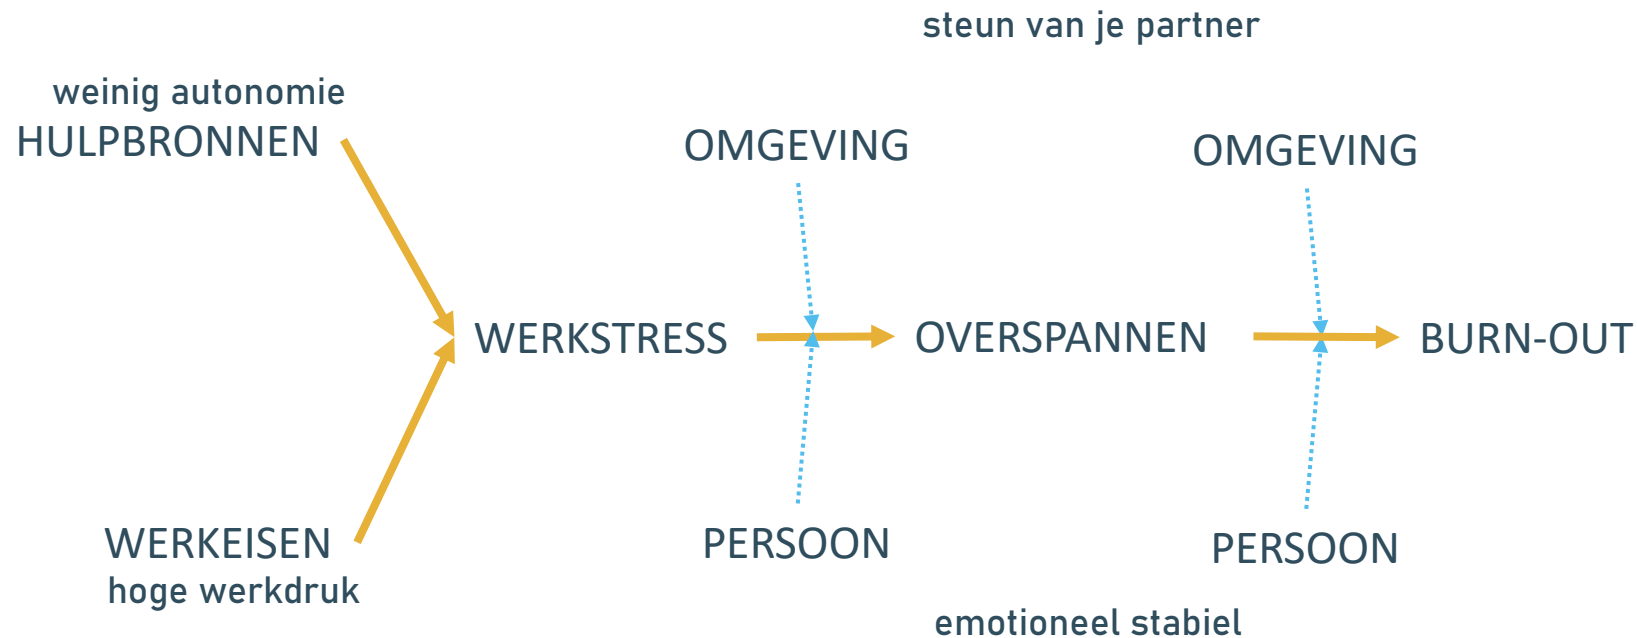 steun van je partner
weinig autonomie
HULPBRONNEN
OMGEVING
OMGEVING
WERKSTRESS
OVERSPANNEN
BURN-OUT
WERKEISEN
hoge werkdruk
PERSOON
PERSOON
emotioneel stabiel